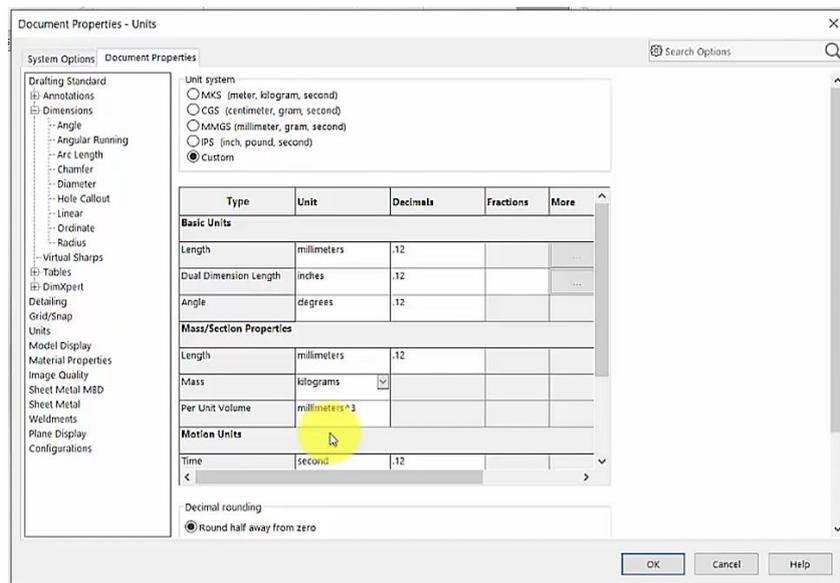 Document Properties - Units
System Options
Document Properties
Search Options
Drafting Standard
Annotations
Dimensions
Angle
Angular Running
Arc Length
Chamfer
Diameter
Hole Callout
Linear
Ordinate
Radius
Virtual Sharps
Tables
DimXpert
Detailing
Grid/Snap
Units
Model Display
Material Properties
Image Quality
Sheet Metal MBD
Sheet Metal
Weldments
Plane Display
Configurations
Unit system
MKS (meter, kilogram, second)
CGS (centimeter, gram, second)
MMGS (millimeter, gram, second)
IPS (inch, pound, second)
Custom
Type Unit Decimals Fractions More
Basic Units
Length millimeters .12 ...
Dual Dimension Length inches .12 ...
Angle degrees .12
Mass/Section Properties
Length millimeters .12
Mass kilograms
Per Unit Volume millimeters^3
Motion Units
Time second .12
Decimal rounding
Round half away from zero
OK Cancel Help